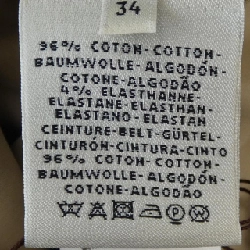 34
96% COTON-COTTON-
BAUMWOLLE-ALGODÓN-
COTONE-ALGODÃO
4% ELASTHANNE-
ELASTANE-ELASTAN-
ELASTANO-ELASTAN
CEINTURE-BELT-GÜRTEL-
CINTURÓN-CINTURA-CINTO
96% COTON-COTTON-
BAUMWOLLE-ALGODÓN-
COTONE-ALGODÃO